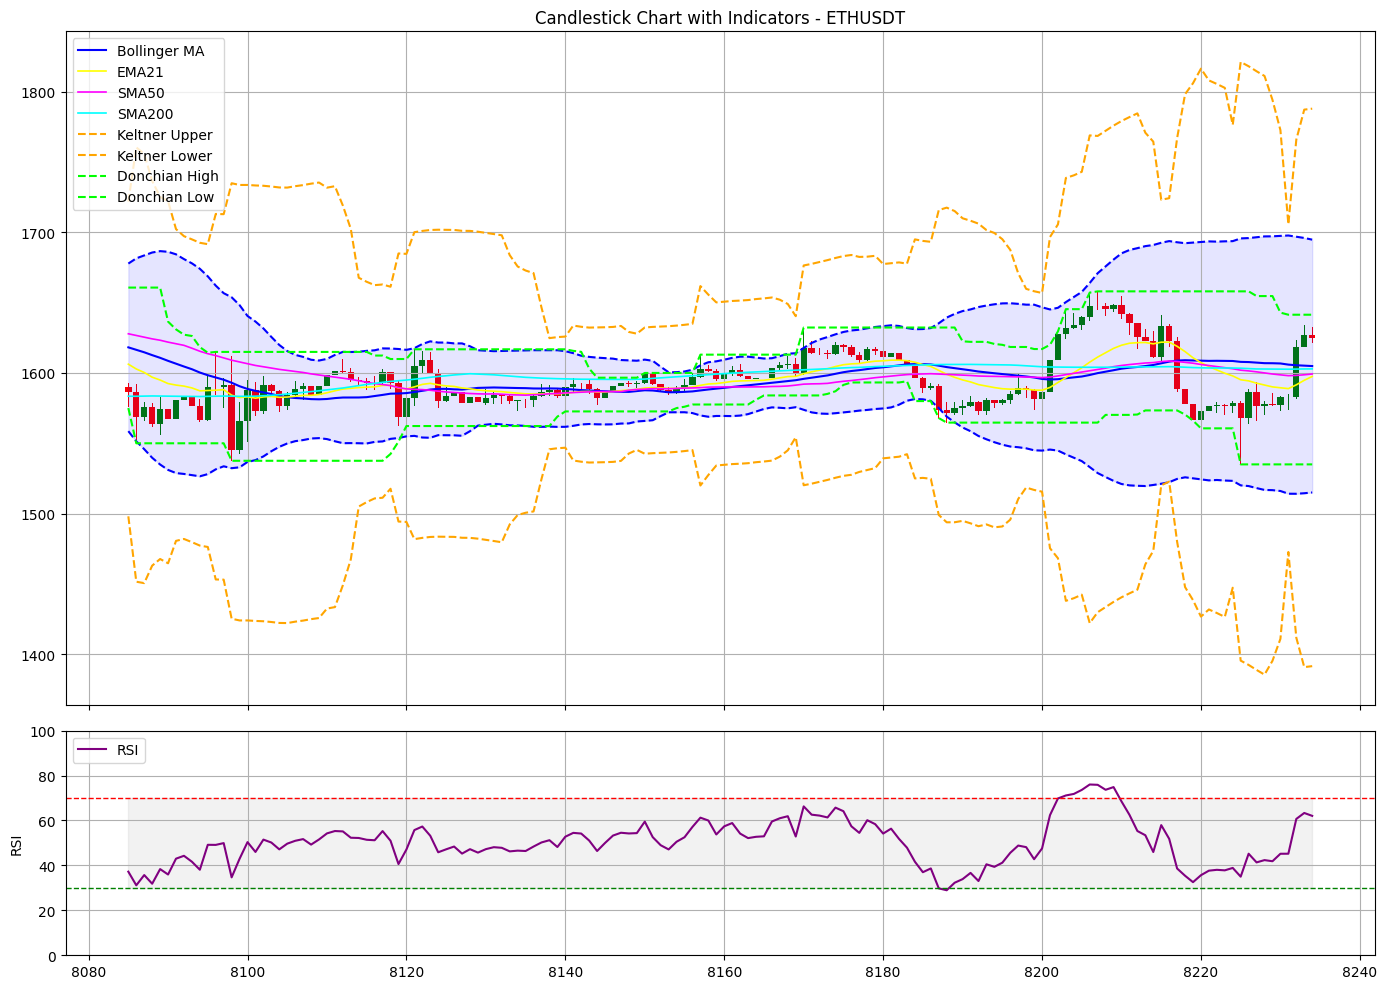 Candlestick Chart with Indicators - ETHUSDT
Bollinger MA
EMA21
SMA50
SMA200
Keltner Upper
Keltner Lower
Donchian High
Donchian Low
1800
1700
1600
1500
1400
RSI
100
80
60
40
20
0
RSI
8080
8100
8120
8140
8160
8180
8200
8220
8240